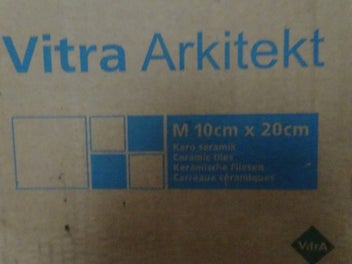 Vitra Arkitekt
M 10cm x 20cm
Karo seramik
Ceramic tiles
Keramische Fliesen
Carreaux céramiques
VitrA